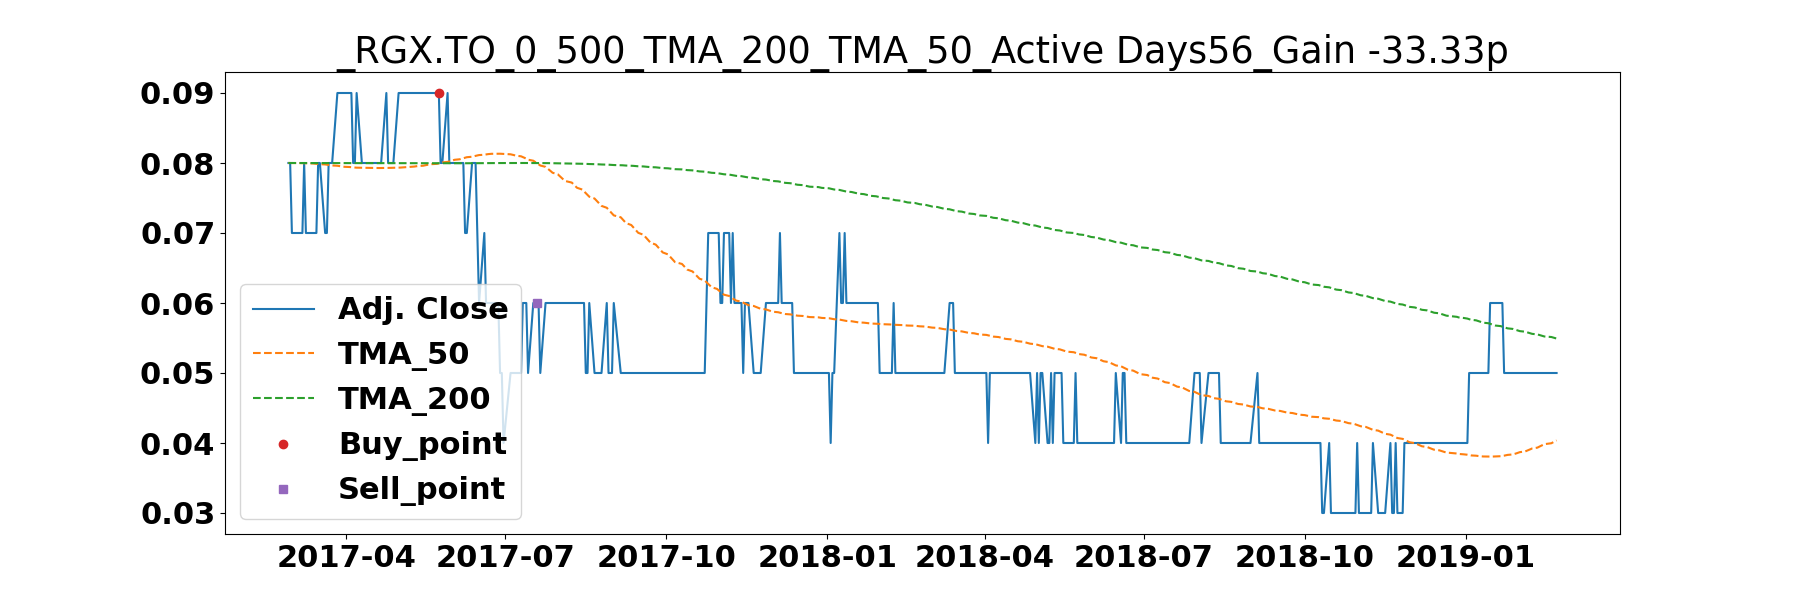 _RGX.TO_0_500_TMA_200_TMA_50_Active Days56_Gain -33.33p
0.09
0.08
0.07
0.06
0.05
0.04
0.03
Adj. Close
TMA_50
TMA_200
Buy_point
Sell_point
2017-04 2017-07 2017-10 2018-01 2018-04 2018-07 2018-10 2019-01